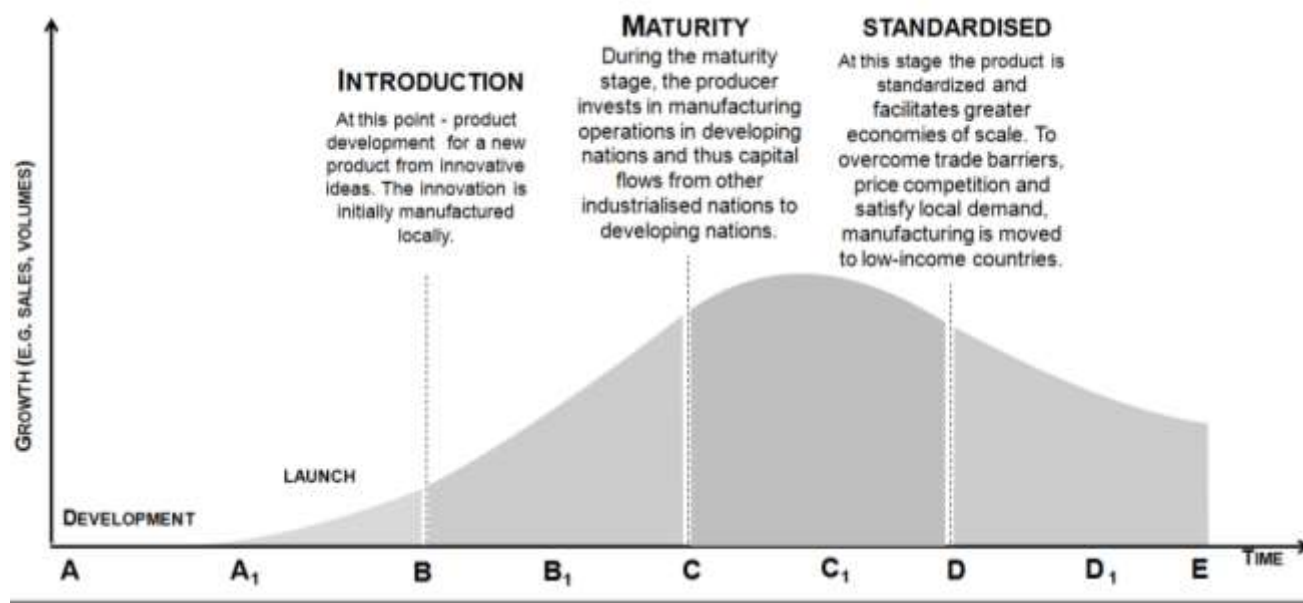 INTRODUCTION
At this point - product
development for a new
product from innovative
ideas. The innovation is
initially manufactured
locally.
MATURITY
During the maturity
stage, the producer
invests in manufacturing
operations in developing
nations and thus capital
flows from other
industrialised nations to
developing nations.
STANDARDISED
At this stage the product is
standardized and
facilitates greater
economies of scale. To
overcome trade barriers,
price competition and
satisfy local demand,
manufacturing is moved
to low-income countries.
GROWTH (E.G. SALES, VOLUMES)
LAUNCH
DEVELOPMENT
A A₁ B B₁ C C₁ D D₁ E TIME